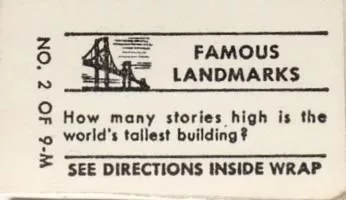 NO. 2 OF 9-M
FAMOUS
LANDMARKS
How many stories high is the
world's tallest building?
SEE DIRECTIONS INSIDE WRAP